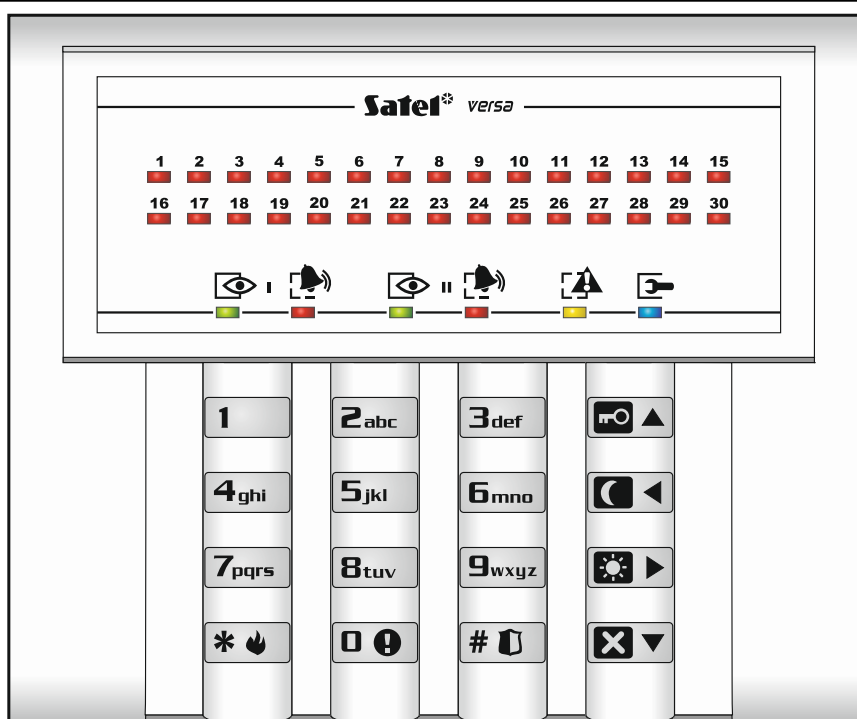 Satel versa
1 2 3 4 5 6 7 8 9 10 11 12 13 14 15
16 17 18 19 20 21 22 23 24 25 26 27 28 29 30
I II
1 2abc 3def
4ghi 5jkl 6mno
7pqrs 8tuv 9wxyz
* 0 #